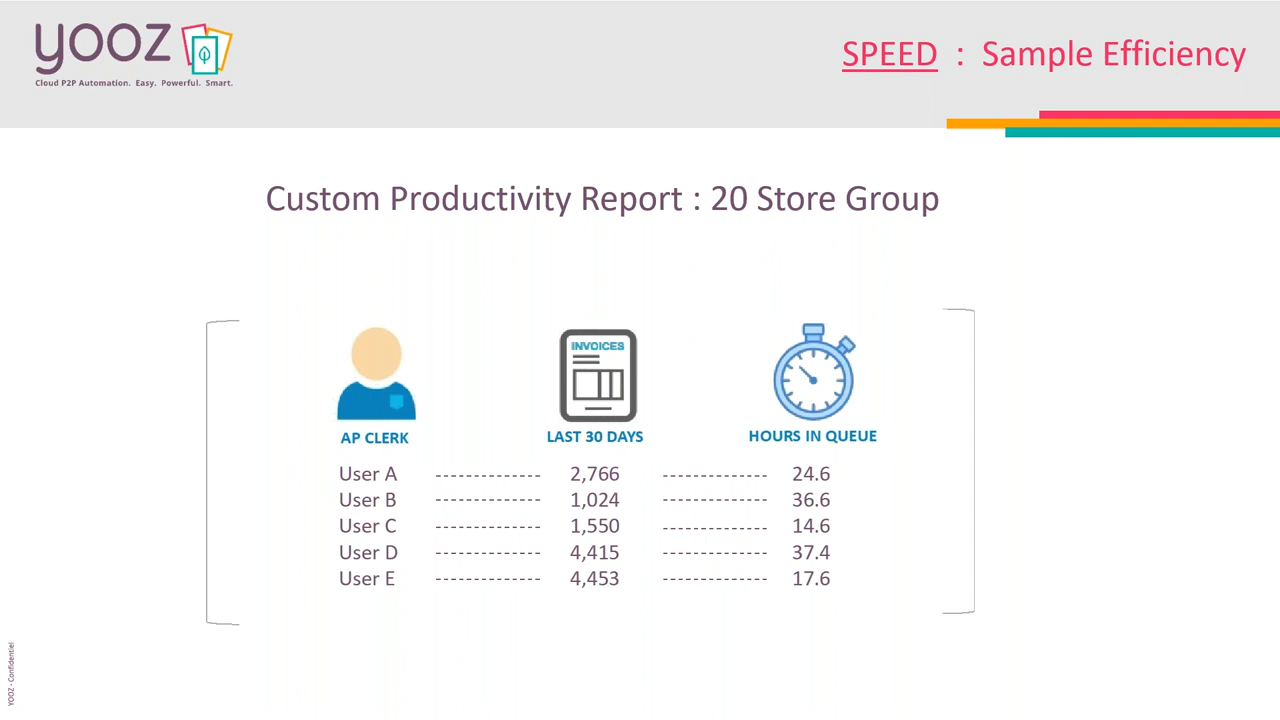 yooz
Cloud P2P Automation. Easy. Powerful. Smart.
SPEED : Sample Efficiency
Custom Productivity Report : 20 Store Group
INVOICES
AP CLERK LAST 30 DAYS HOURS IN QUEUE
User A ------------- 2,766 ------------- 24.6
User B ------------- 1,024 ------------- 36.6
User C ------------- 1,550 ------------- 14.6
User D ------------- 4,415 ------------- 37.4
User E ------------- 4,453 ------------- 17.6
YOOZ - Confidentiel